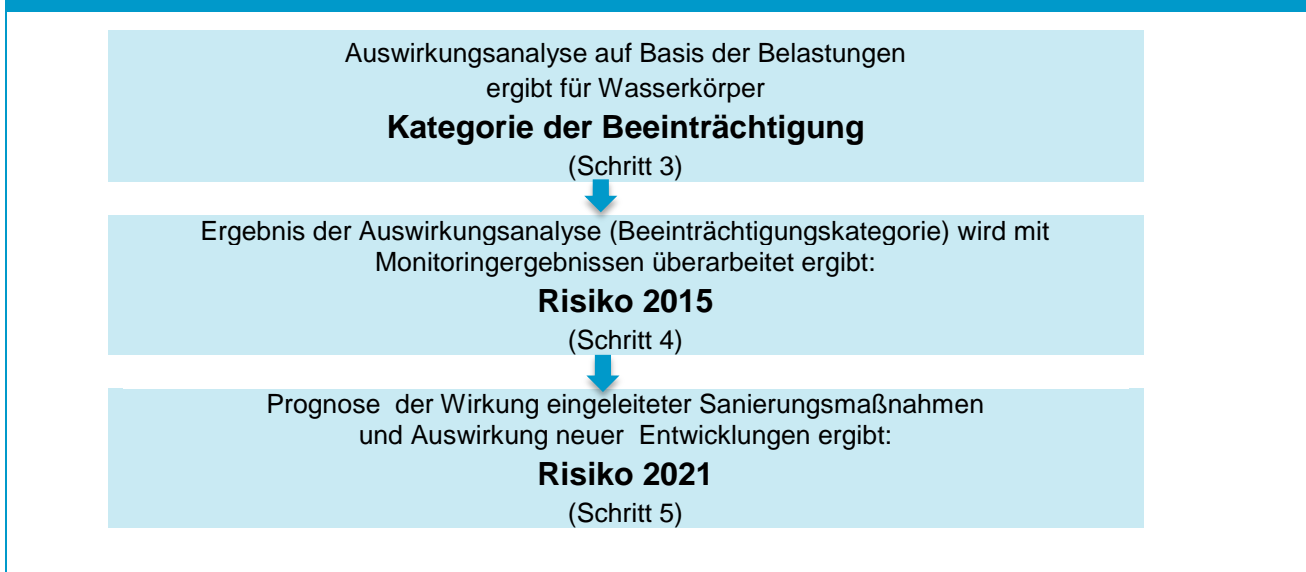 Auswirkungsanalyse auf Basis der Belastungen
ergibt für Wasserkörper
Kategorie der Beeinträchtigung
(Schritt 3)
Ergebnis der Auswirkungsanalyse (Beeinträchtigungskategorie) wird mit
Monitoringergebnissen überarbeitet ergibt:
Risiko 2015
(Schritt 4)
Prognose der Wirkung eingeleiteter Sanierungsmaßnahmen
und Auswirkung neuer Entwicklungen ergibt:
Risiko 2021
(Schritt 5)